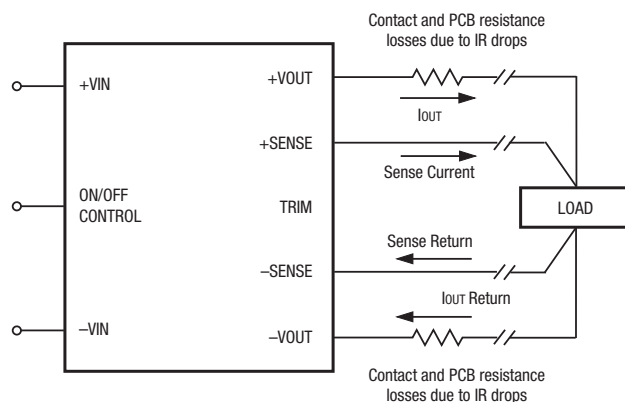 Contact and PCB resistance
losses due to IR drops
+VIN
+VOUT
IOUT
+SENSE
Sense Current
ON/OFF
CONTROL
TRIM
LOAD
Sense Return
–SENSE
IOUT Return
–VIN
–VOUT
Contact and PCB resistance
losses due to IR drops